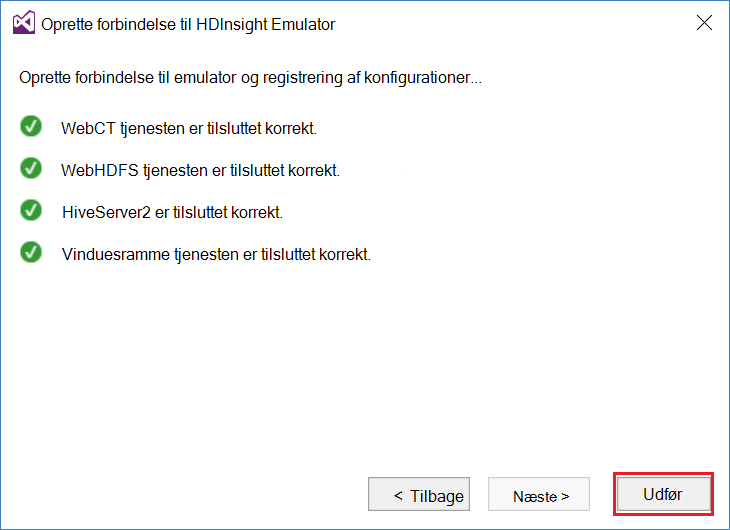 Oprette forbindelse til HDInsight Emulator
Oprette forbindelse til emulator og registrering af konfigurationer...
WebCT tjenesten er tilsluttet korrekt.
WebHDFS tjenesten er tilsluttet korrekt.
HiveServer2 er tilsluttet korrekt.
Vinduesramme tjenesten er tilsluttet korrekt.
< Tilbage
Næste >
Udfør